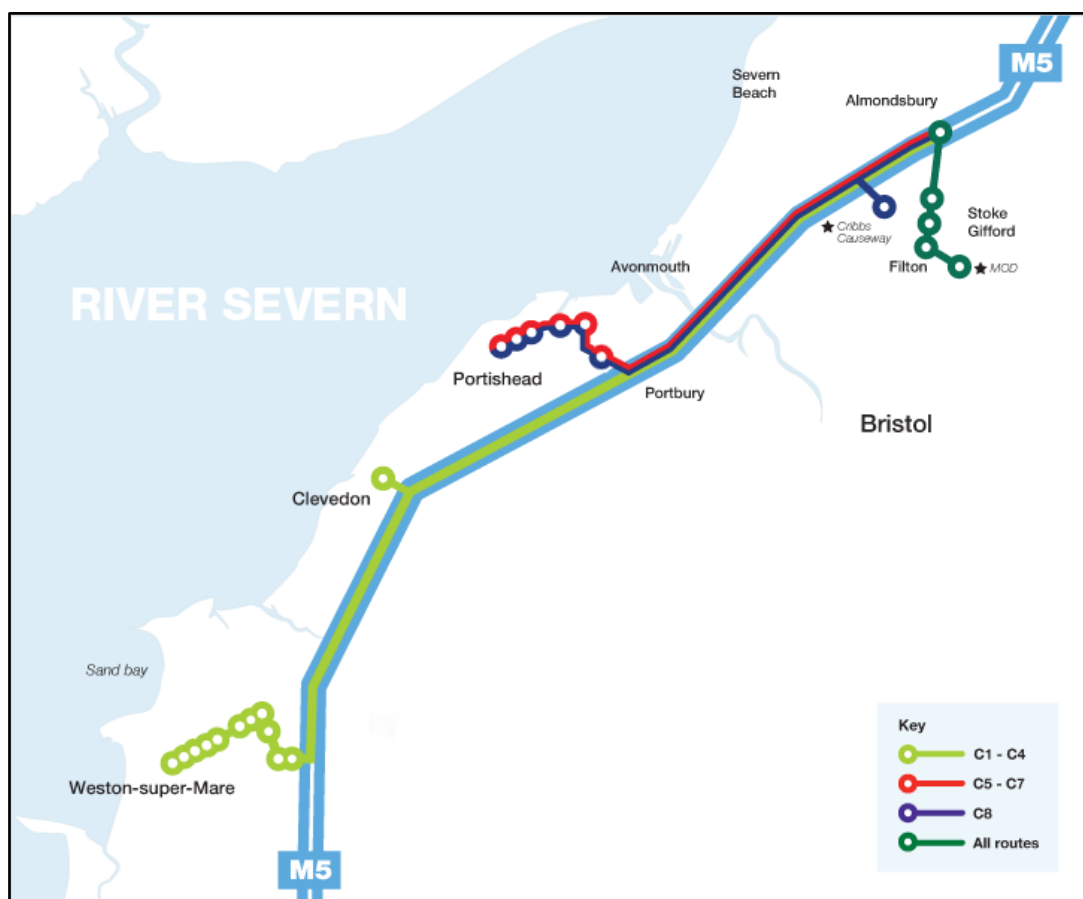 M5
Severn
Beach
Almondsbury
Cribbs
Causeway
Stoke
Gifford
Filton
MOD
Avonmouth
RIVER SEVERN
Portishead
Portbury
Bristol
Clevedon
Sand bay
Weston-super-Mare
M5
Key
C1 - C4
C5 - C7
C8
All routes